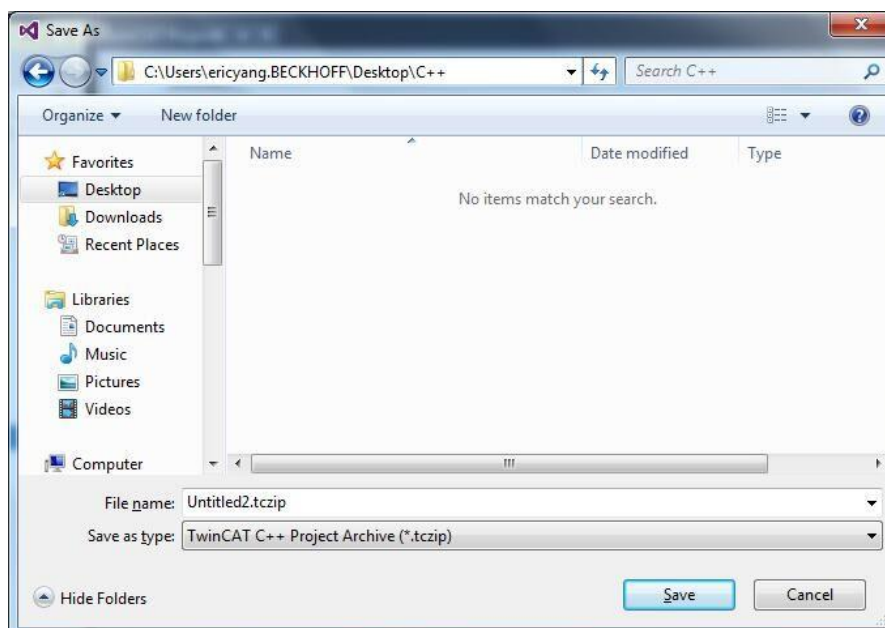 Save As
C:\Users\ericyang.BECKHOFF\Desktop\C++
Search C++
Organize
New folder
Favorites
Desktop
Downloads
Recent Places
Libraries
Documents
Music
Pictures
Videos
Computer
Name Date modified Type
No items match your search.
File name: Untitled2.tczip
Save as type: TwinCAT C++ Project Archive (*.tczip)
Hide Folders
Save
Cancel